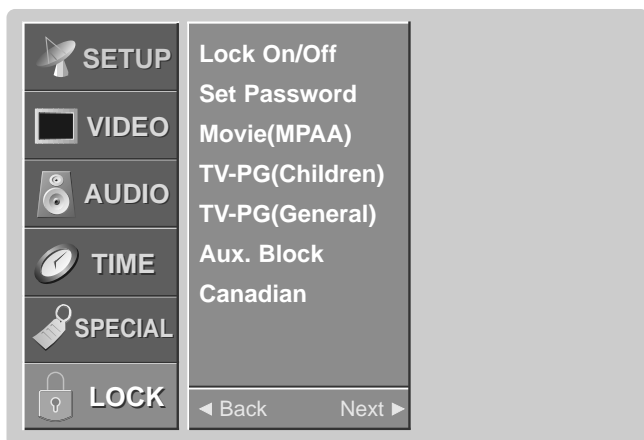 SETUP
VIDEO
AUDIO
TIME
SPECIAL
LOCK
Lock On/Off
Set Password
Movie(MPAA)
TV-PG(Children)
TV-PG(General)
Aux. Block
Canadian
◄ Back Next ►